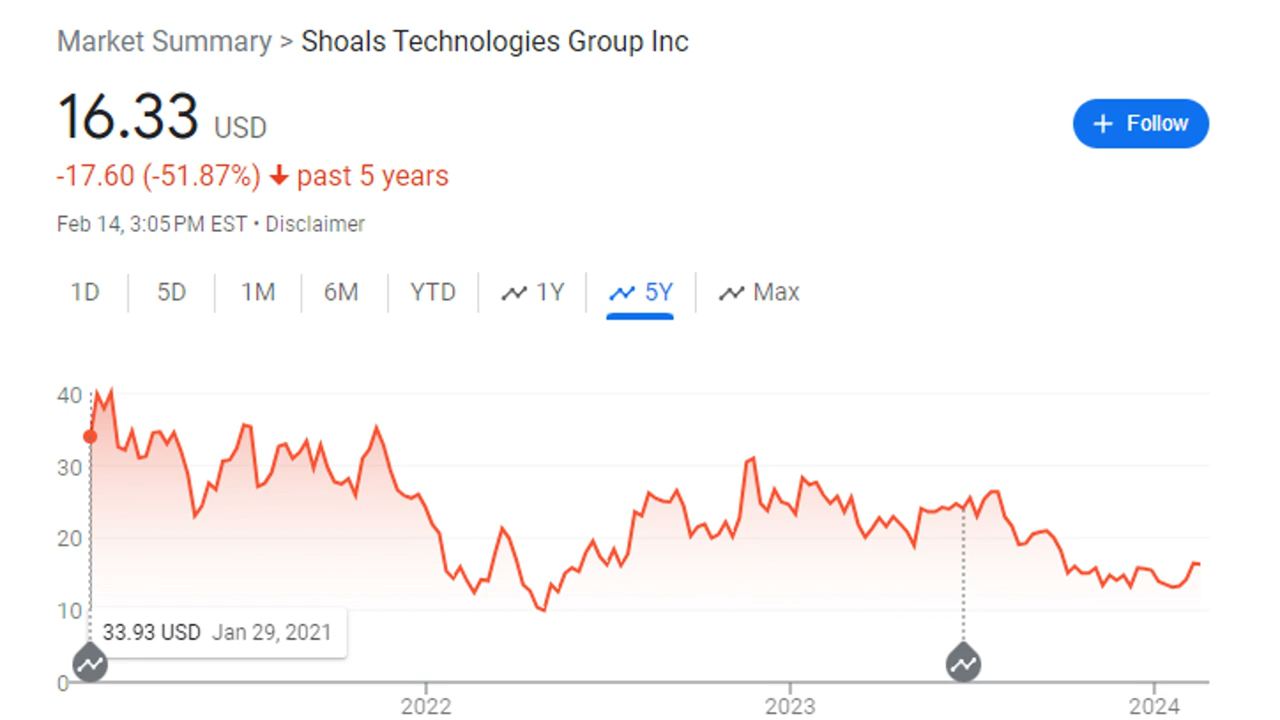 Market Summary > Shoals Technologies Group Inc
16.33 USD
+ Follow
-17.60 (-51.87%) ↓ past 5 years
Feb 14, 3:05 PM EST • Disclaimer
1D 5D 1M 6M YTD 1Y 5Y Max
40
30
20
10
33.93 USD Jan 29, 2021
0
2022 2023 2024